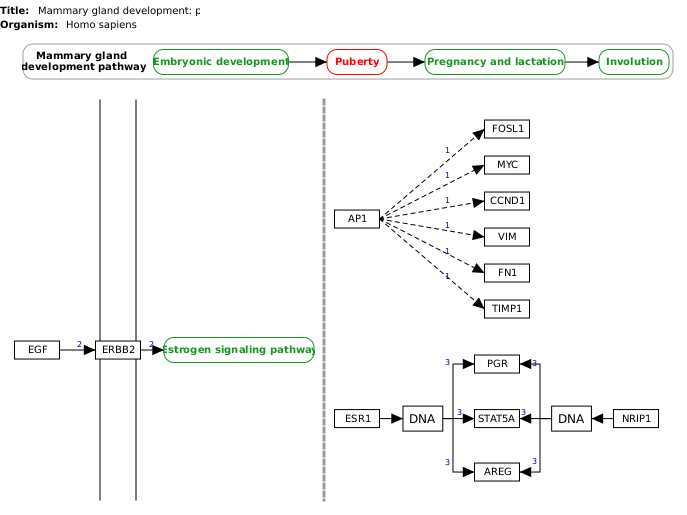 Title: Mammary gland development: p
Organism: Homo sapiens
Mammary gland
development pathway
Embryonic development
Puberty
Pregnancy and lactation
Involution
FOSL1
MYC
CCND1
VIM
FN1
TIMP1
AP1
1
1
1
1
1
1
EGF
2
ERBB2
2
Estrogen signaling pathway
ESR1
DNA
3
3
3
PGR
STAT5A
AREG
3
3
3
DNA
NRIP1